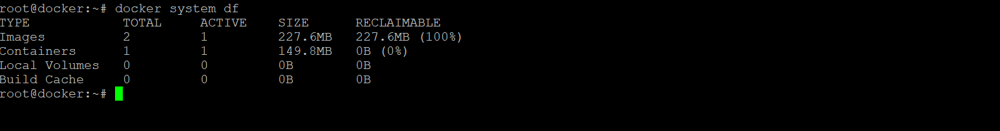 root@docker:~# docker system df
TYPE            TOTAL     ACTIVE    SIZE      RECLAIMABLE
Images          2         1         227.6MB   227.6MB (100%)
Containers      1         1         149.8MB   0B (0%)
Local Volumes   0         0         0B        0B
Build Cache     0         0         0B        0B
root@docker:~#